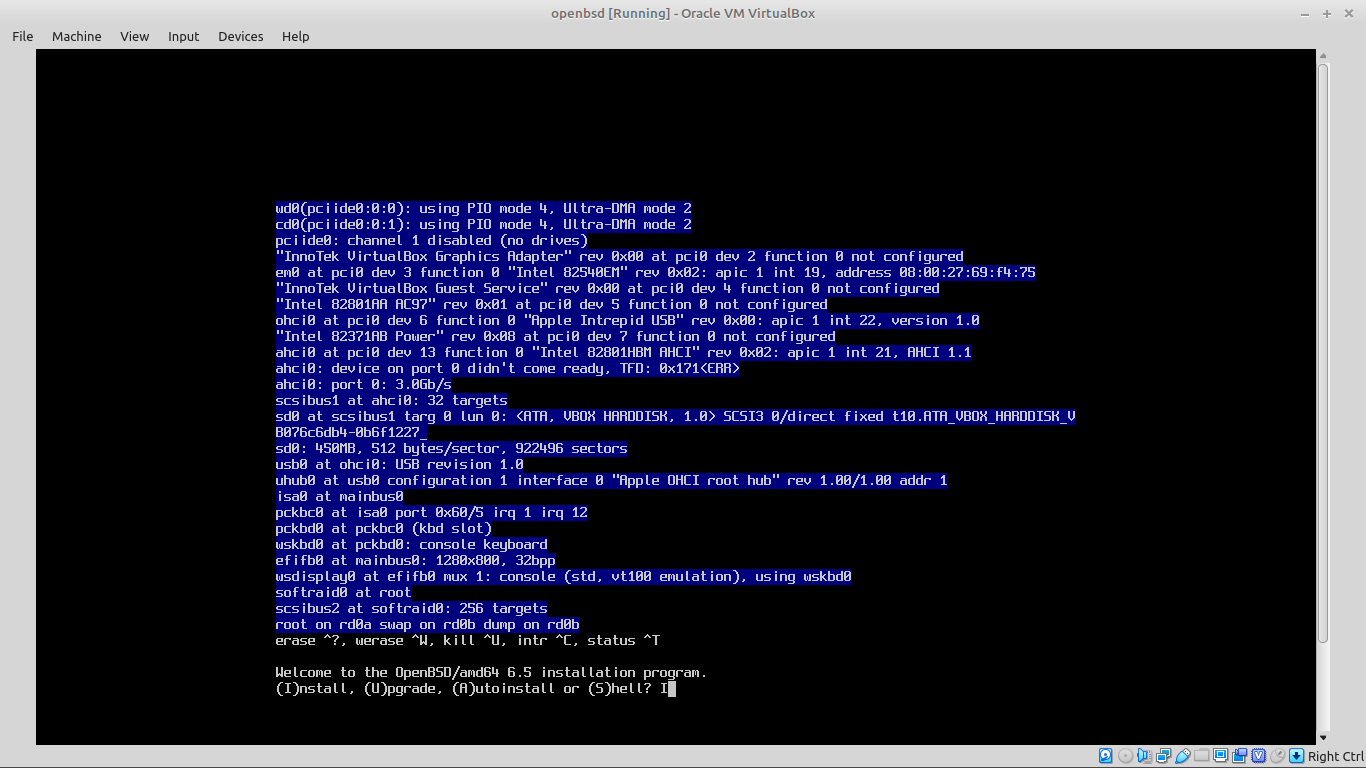 openbsd [Running] - Oracle VM VirtualBox
File Machine View Input Devices Help
wd0(pciide0:0:0): using PIO mode 4, Ultra-DMA mode 2
cd0(pciide0:0:1): using PIO mode 4, Ultra-DMA mode 2
pciide0: channel 1 disabled (no drives)
"InnoTek VirtualBox Graphics Adapter" rev 0x00 at pci0 dev 2 function 0 not configured
em0 at pci0 dev 3 function 0 "Intel 82540EM" rev 0x02: apic 1 int 19, address 08:00:27:69:f4:75
"InnoTek VirtualBox Guest Service" rev 0x00 at pci0 dev 4 function 0 not configured
"Intel 82801AA AC97" rev 0x01 at pci0 dev 5 function 0 not configured
ohci0 at pci0 dev 6 function 0 "Apple Intrepid USB" rev 0x00: apic 1 int 22, version 1.0
"Intel 82371AB Power" rev 0x08 at pci0 dev 7 function 0 not configured
ahci0 at pci0 dev 13 function 0 "Intel 82801HBM AHCI" rev 0x02: apic 1 int 21, AHCI 1.1
ahci0: device on port 0 didn't come ready, TFD: 0x171<ERR>
ahci0: port 0: 3.0Gb/s
scsibus1 at ahci0: 32 targets
sd0 at scsibus1 targ 0 lun 0: <ATA, VBOX HARDDISK, 1.0> SCSI3 0/direct fixed t10.ATA_VBOX_HARDDISK_V
B076c6db4-0b6f1227_
sd0: 450MB, 512 bytes/sector, 922496 sectors
usb0 at ohci0: USB revision 1.0
uhub0 at usb0 configuration 1 interface 0 "Apple OHCI root hub" rev 1.00/1.00 addr 1
isa0 at mainbus0
pckbc0 at isa0 port 0x60/5 irq 1 irq 12
pckbd0 at pckbc0 (kbd slot)
wskbd0 at pckbd0: console keyboard
efifb0 at mainbus0: 1280x800, 32bpp
wsdisplay0 at efifb0 mux 1: console (std, vt100 emulation), using wskbd0
softraid0 at root
scsibus2 at softraid0: 256 targets
root on rd0a swap on rd0b dump on rd0b
erase ^?, werase ^W, kill ^U, intr ^C, status ^T
Welcome to the OpenBSD/amd64 6.5 installation program.
(I)nstall, (U)pgrade, (A)utoinstall or (S)hell? I
Right Ctrl